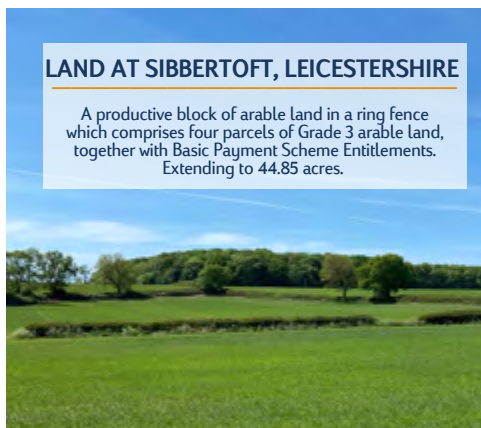 LAND AT SIBBERTOFT, LEICESTERSHIRE
A productive block of arable land in a ring fence
which comprises four parcels of Grade 3 arable land,
together with Basic Payment Scheme Entitlements.
Extending to 44.85 acres.